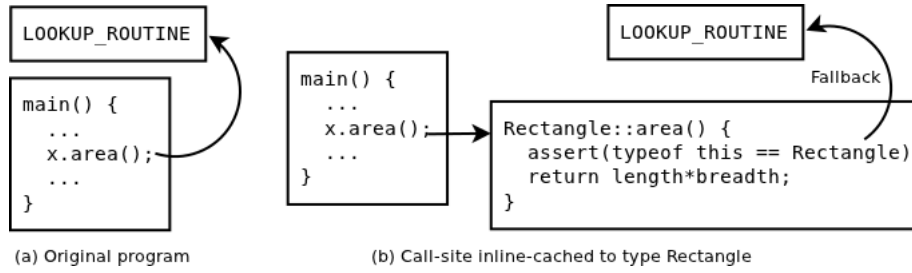 LOOKUP_ROUTINE
main() {
...
x.area();
...
}
(a) Original program
LOOKUP_ROUTINE
Fallback
main() {
...
x.area();
...
}
Rectangle::area() {
assert(typeof this == Rectangle)
return length*breadth;
}
(b) Call-site inline-cached to type Rectangle